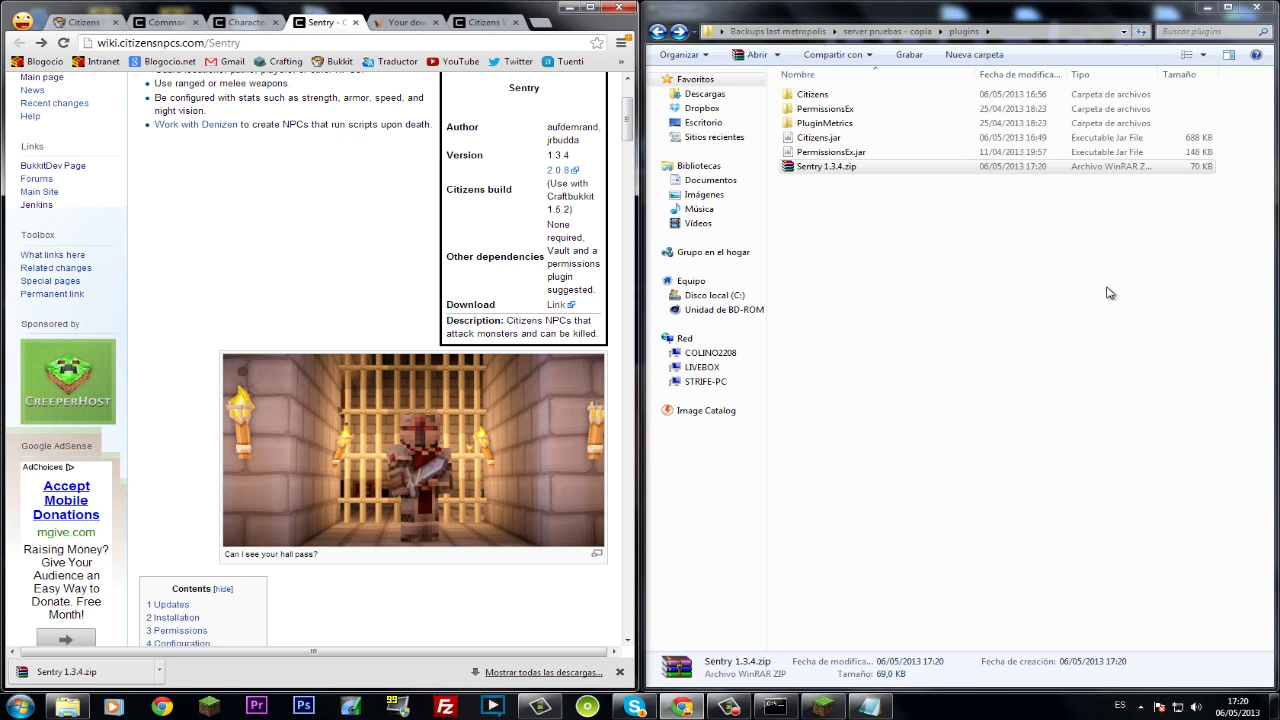 Citizens -
Comman
Character
Sentry - C
Your dow
Citizens W
wiki.citizensnpcs.com/Sentry
Blogocio
Intranet
Blogocio.net
Gmail
Crafting
Bukkit
Traductor
YouTube
Twitter
Tuenti
»
Main page
News
Recent changes
Help
Links
BukkitDev Page
Forums
Main Site
Jenkins
Toolbox
What links here
Related changes
Special pages
Permanent link
Sponsored by
CREEPERHOST
Google AdSense
AdChoices
Accept
Mobile
Donations
mgive.com
Raising Money?
Give Your
Audience an
Easy Way to
Donate. Free
Month!
Use ranged or melee weapons.
Be configured with stats such as strength, armor, speed, and
night vision.
Work with Denizen to create NPCs that run scripts upon death.
Sentry
Author aufdemrand,
jrbudda
Version 1.3.4
Citizens build 2.0.8
(Use with
Craftbukkit
1.5.2)
Other dependencies None
required,
Vault and a
permissions
plugin
suggested.
Download Link
Description: Citizens NPCs that
attack monsters and can be killed.
Can I see your hall pass?
Contents [hide]
1 Updates
2 Installation
3 Permissions
4 Configuration
Sentry 1.3.4.zip
Mostrar todas las descargas...
Backups last metropolis
server pruebas - copia
plugins
Buscar plugins
Organizar
Abrir
Compartir con
Grabar
Nueva carpeta
Favoritos
Descargas
Dropbox
Escritorio
Sitios recientes
Bibliotecas
Documentos
Imágenes
Música
Vídeos
Grupo en el hogar
Equipo
Disco local (C:)
Unidad de BD-ROM
Red
COLINO2208
LIVEBOX
STRIFE-PC
Image Catalog
Nombre Fecha de modifica... Tipo Tamaño
Citizens 06/05/2013 16:56 Carpeta de archivos
PermissionsEx 25/04/2013 18:23 Carpeta de archivos
PluginMetrics 25/04/2013 18:23 Carpeta de archivos
Citizens.jar 06/05/2013 16:49 Executable Jar File 688 KB
PermissionsEx.jar 11/04/2013 19:57 Executable Jar File 148 KB
Sentry 1.3.4.zip 06/05/2013 17:20 Archivo WinRAR Z... 70 KB
Sentry 1.3.4.zip Fecha de modifica... 06/05/2013 17:20 Fecha de creación: 06/05/2013 17:20
Archivo WinRAR ZIP Tamaño: 69,0 KB
Pr
Ps
99
Fz
C:\_
ES
17:20
06/05/2013